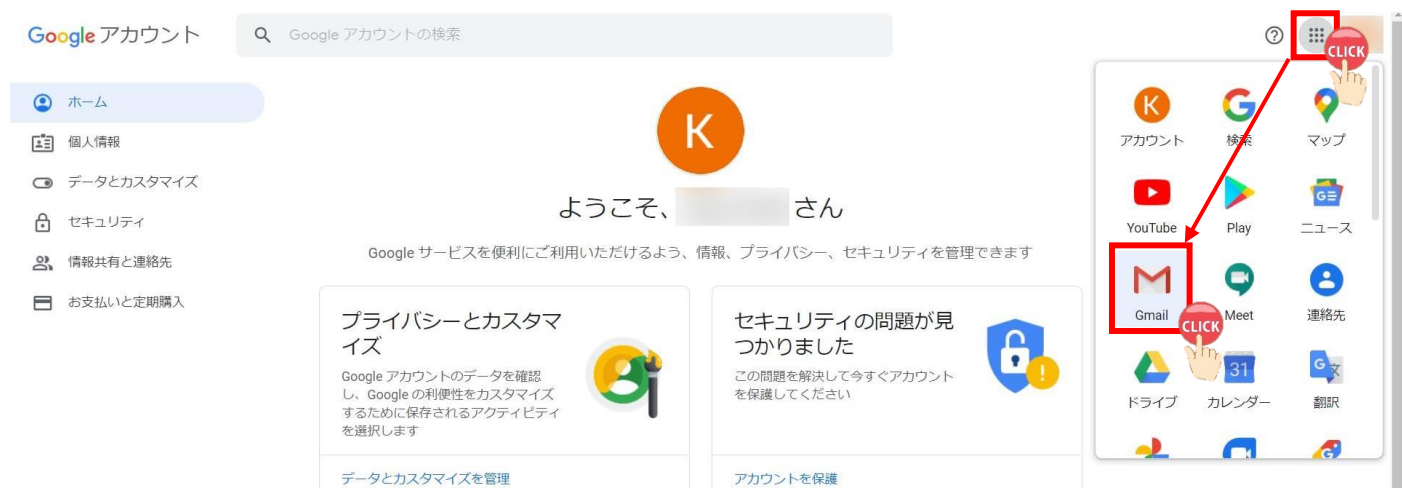 Google アカウント
Google アカウントの検索
CLICK
ホーム
個人情報
データとカスタマイズ
セキュリティ
情報共有と連絡先
お支払いと定期購入
K
ようこそ、 さん
Google サービスを便利にご利用いただけるよう、情報、プライバシー、セキュリティを管理できます
プライバシーとカスタマ
イズ
Google アカウントのデータを確認
し、Google の利便性をカスタマイズ
するために保存されるアクティビティ
を選択します
データとカスタマイズを管理
セキュリティの問題が見
つかりました
この問題を解決して今すぐアカウント
を保護してください
アカウントを保護
K
アカウント 検索 マップ
GE
YouTube Play ニュース
Gmail Meet 連絡先
CLICK
31
G 文
ドライブ カレンダー 翻訳
G